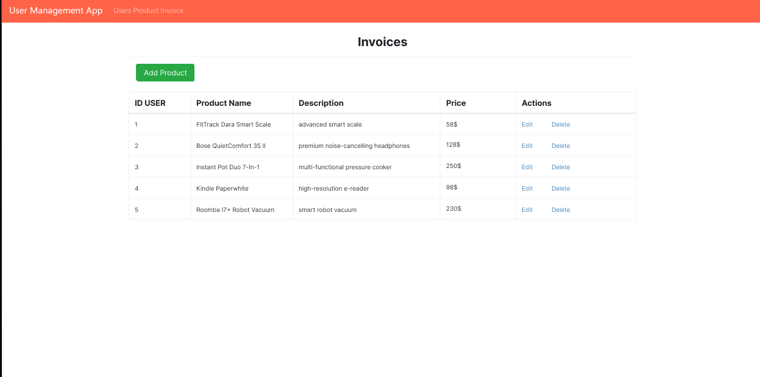 User Management App Users Product Invoice
Invoices
Add Product
ID USER Product Name Description Price Actions
1 FitTrack Dara Smart Scale advanced smart scale 58$ Edit Delete
2 Bose QuietComfort 35 II premium noise-cancelling headphones 128$ Edit Delete
3 Instant Pot Duo 7-in-1 multi-functional pressure cooker 250$ Edit Delete
4 Kindle Paperwhite high-resolution e-reader 98$ Edit Delete
5 Roomba i7+ Robot Vacuum smart robot vacuum 230$ Edit Delete